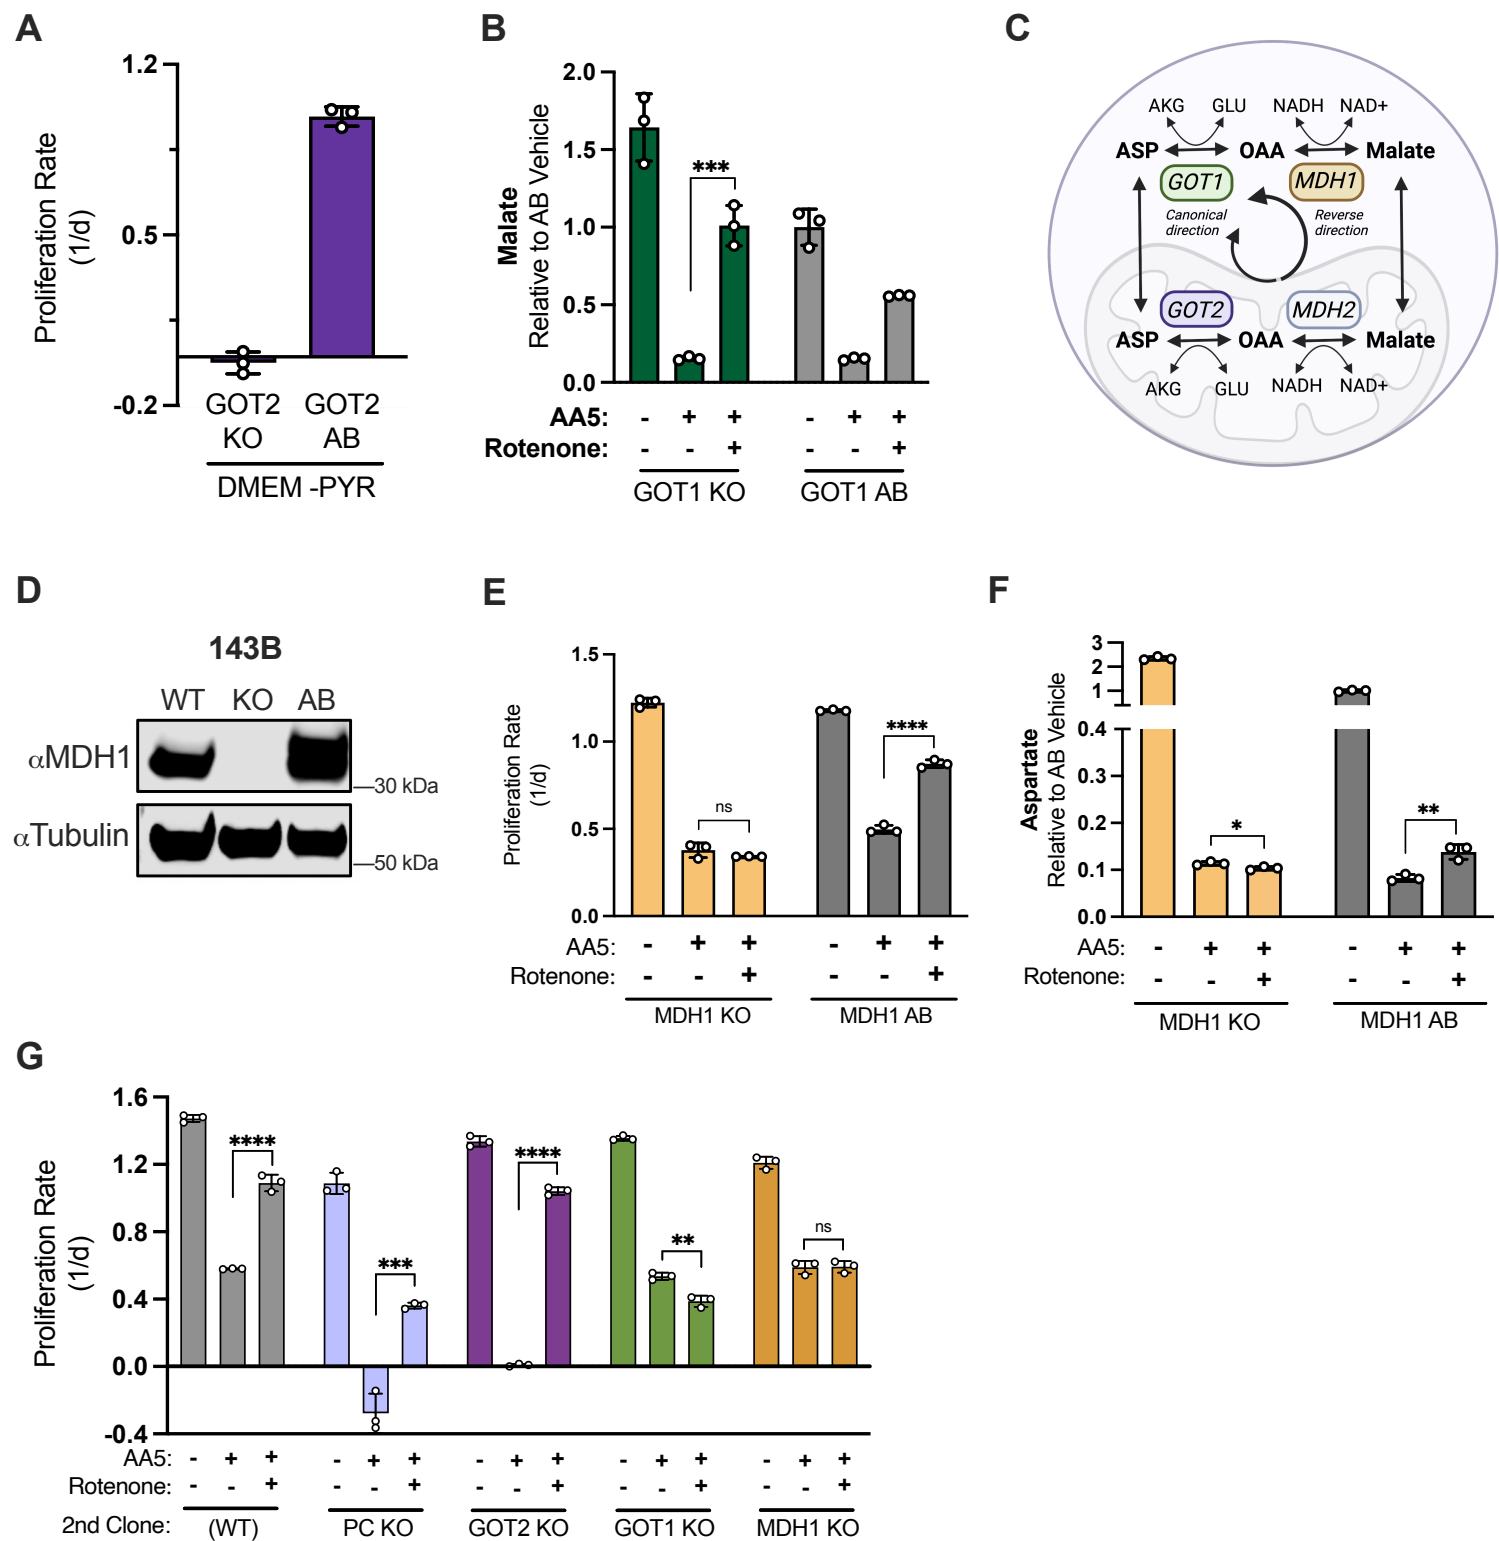 A
1.2
0.5
-0.2
Proliferation Rate
(1/d)
GOT2
KO
GOT2
AB
DMEM -PYR
B
2.0
1.5
1.0
0.5
0.0
Malate
Relative to AB Vehicle
***
AA5: - + + - + +
Rotenone: - - + - - +
GOT1 KO GOT1 AB
C
AKG GLU NADH NAD+
ASP OAA Malate
GOT1 MDH1
Canonical
direction
Reverse
direction
GOT2 MDH2
ASP OAA Malate
AKG GLU NADH NAD+
D
143B
WT KO AB
αMDH1
30 kDa
αTubulin
50 kDa
E
1.5
1.0
0.5
0.0
Proliferation Rate
(1/d)
ns
****
AA5: - + + - + +
Rotenone: - - + - - +
MDH1 KO MDH1 AB
F
3
2
1
0.4
0.3
0.2
0.1
0.0
Aspartate
Relative to AB Vehicle
*
**
AA5: - + + - + +
Rotenone: - - + - - +
MDH1 KO MDH1 AB
G
1.6
1.2
0.8
0.4
0.0
-0.4
Proliferation Rate
(1/d)
****
***
****
**
ns
AA5: - + + - + + - + + - + + - + +
Rotenone: - - + - - + - - + - - + - - +
2nd Clone: (WT) PC KO GOT2 KO GOT1 KO MDH1 KO